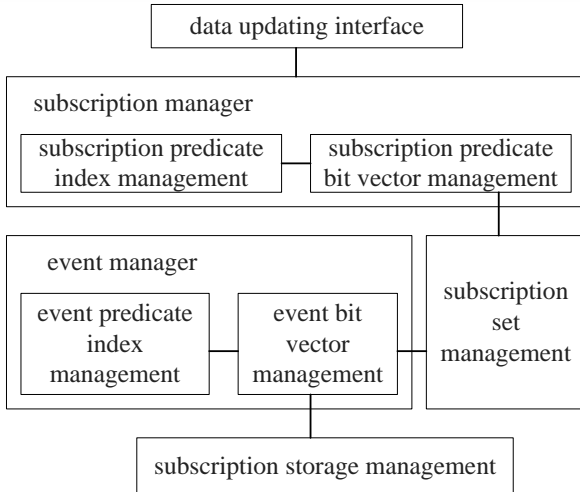 data updating interface
subscription manager
subscription predicate
index management
subscription predicate
bit vector management
event manager
event predicate
index
management
event bit
vector
management
subscription
set
management
subscription storage management